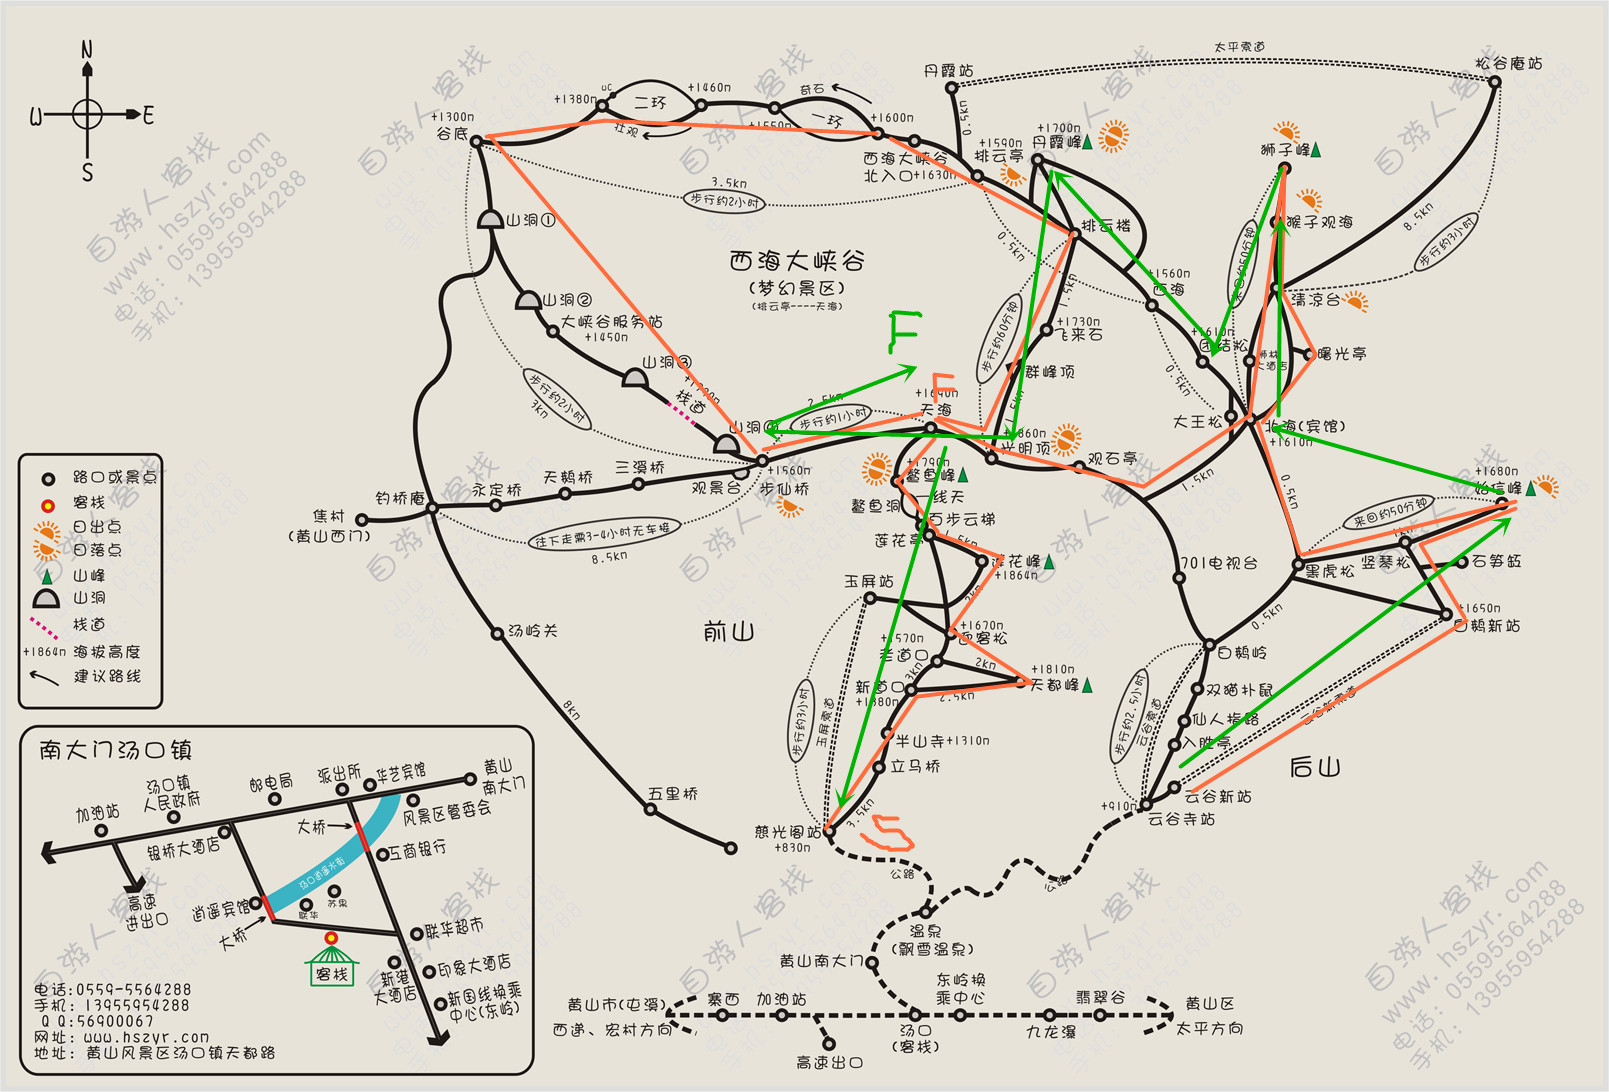 N
W
E
S
太平索道
丹霞站
松谷庵站
0.5km
+1300m
谷底
+1380m
二环
+1460m
壮观
奇石
+1550m
一环
+1600m
西海大峡谷
北入口+1630m
+1590m
排云亭
+1700m
丹霞峰
狮子峰
猴子观海
清凉台
曙光亭
8.5km
步行约3小时
来回约50分钟
3.5km
步行约2小时
山洞①
山洞②
大峡谷服务站
+1450m
山洞③
栈道
步行约2小时
3km
西海大峡谷
(梦幻景区)
(排云亭----天海)
排云楼
0.5km
1.5km
+1560m
西海
+1730m
飞来石
群峰顶
步行约60分钟
+1610m
团结松
狮林
大酒店
0.5km
大王松
北海(宾馆)
+1610m
F
F
2.5km
步行约1小时
+1640m
天海
+1860m
光明顶
观石亭
1.5km
0.5km
+1680m
始信峰
来回约50分钟
竖琴松
石笋矼
黑虎松
+1650m
白鹅新站
+1560m
步仙桥
观景台
三溪桥
天鹅桥
永定桥
钓桥庵
焦村
(黄山西门)
往下走需3-4小时无车接
8.5km
+1790m
鳌鱼峰
一线天
鳌鱼洞
百步云梯
莲花亭
莲花峰
+1864m
玉屏站
+1670m
迎客松
+1570m
老道口
2km
+1810m
天都峰
新道口
+1380m
2.5km
半山寺+1310m
立马桥
3.5km
步行约3小时
玉屏索道
慈光阁站
+830m
前山
701电视台
0.5km
白鹅岭
双猫扑鼠
仙人指路
入胜亭
云谷新站
+910m
云谷寺站
步行约2.5小时
云谷索道
云谷新索道
后山
汤岭关
8km
五里桥
公路
公路
温泉
(飘雪温泉)
黄山南大门
黄山市(屯溪)
西递、宏村方向
寨西
加油站
高速出口
汤口
(客栈)
东岭换
乘中心
九龙瀑
翡翠谷
黄山区
太平方向
路口或景点
客栈
日出点
日落点
山峰
山洞
栈道
+1864m 海拔高度
建议路线
南大门汤口镇
加油站
汤口镇
人民政府
邮电局
派出所
华艺宾馆
黄山
南大门
银桥大酒店
大桥
风景区管委会
工商银行
汤口逍遥水街
高速
进出口
逍遥宾馆
大桥
联华
苏果
客栈
联华超市
新港
大酒店
印象大酒店
新国线换乘
中心(东岭)
电话:0559-5564288
手机: 13955954288
QQ:56900067
网址: www.hszyr.com
地址: 黄山风景区汤口镇天都路
自游人客栈
www.hszyr.com
电话: 05595564288
手机: 13955954288